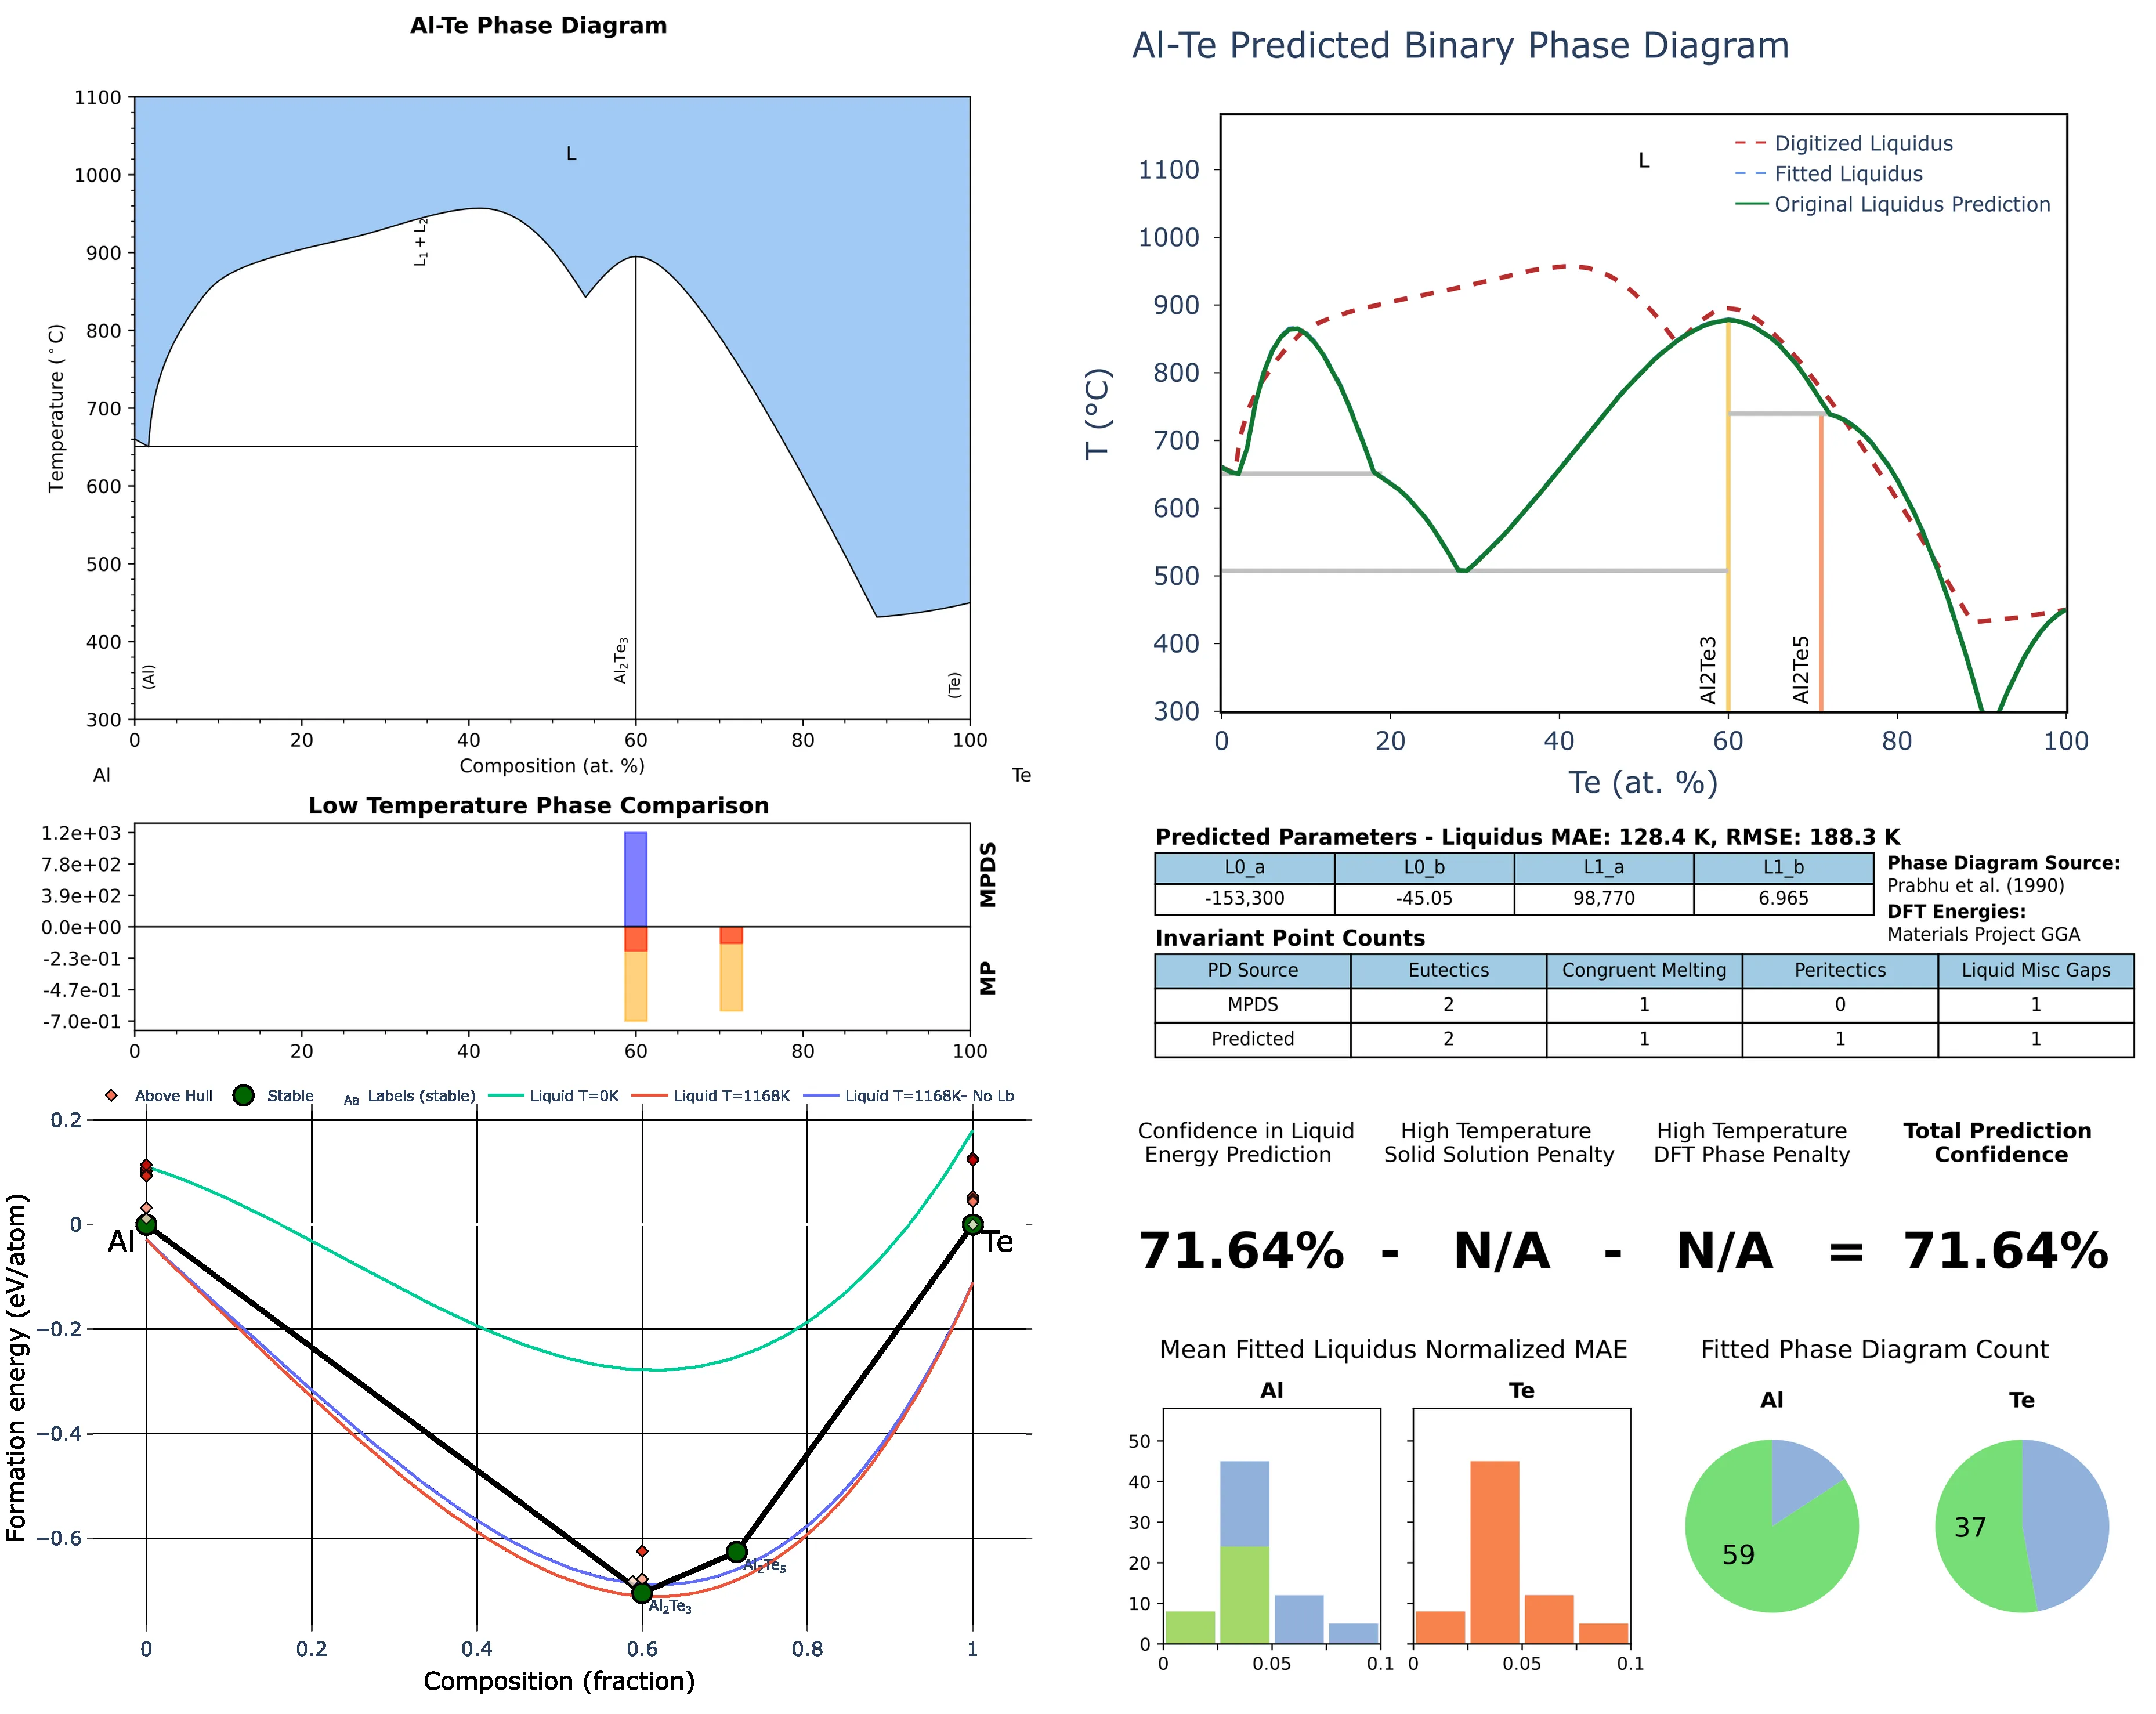 Al-Te Phase Diagram
1100
1000
900
800
700
600
500
400
300
Temperature (°C)
L
L₁ + L₂
(Al)
Al₂Te₃
(Te)
0 20 40 60 80 100
Composition (at. %)
Al Te
Low Temperature Phase Comparison
1.2e+03
7.8e+02
3.9e+02
0.0e+00
-2.3e-01
-4.7e-01
-7.0e-01
MPDS
MP
0 20 40 60 80 100
Above Hull Stable Aa Labels (stable) Liquid T=0K Liquid T=1168K Liquid T=1168K- No Lb
0.2
0
−0.2
−0.4
−0.6
Formation energy (eV/atom)
Al
Te
Al₂Te₅
Al₂Te₃
0 0.2 0.4 0.6 0.8 1
Composition (fraction)
Al-Te Predicted Binary Phase Diagram
L
Digitized Liquidus
Fitted Liquidus
Original Liquidus Prediction
1100
1000
900
800
700
600
500
400
300
T (°C)
Al2Te3
Al2Te5
0 20 40 60 80 100
Te (at. %)
Predicted Parameters - Liquidus MAE: 128.4 K, RMSE: 188.3 K
L0_a L0_b L1_a L1_b
-153,300 -45.05 98,770 6.965
Phase Diagram Source:
Prabhu et al. (1990)
DFT Energies:
Materials Project GGA
Invariant Point Counts
PD Source Eutectics Congruent Melting Peritectics Liquid Misc Gaps
MPDS 2 1 0 1
Predicted 2 1 1 1
Confidence in Liquid
Energy Prediction
High Temperature
Solid Solution Penalty
High Temperature
DFT Phase Penalty
Total Prediction
Confidence
71.64% - N/A - N/A = 71.64%
Mean Fitted Liquidus Normalized MAE
Al Te
50
40
30
20
10
0
0 0.05 0.1 0 0.05 0.1
Fitted Phase Diagram Count
Al Te
59 37